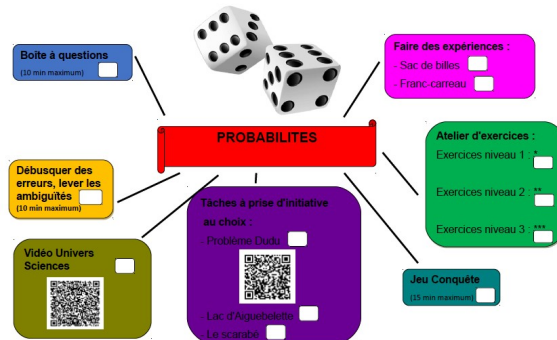 Boîte à questions
(10 min maximum)
Faire des expériences :
- Sac de billes
- Franc-carreau
PROBABILITES
Atelier d'exercices :
Exercices niveau 1 : *
Exercices niveau 2 : **
Exercices niveau 3 : ***
Débusquer des
erreurs, lever les
ambiguïtés
(10 min maximum)
Tâches à prise d'initiative
au choix :
- Problème Dudu
- Lac d'Aiguebelette
- Le scarabé
Vidéo Univers
Sciences
Jeu Conquête
(15 min maximum)